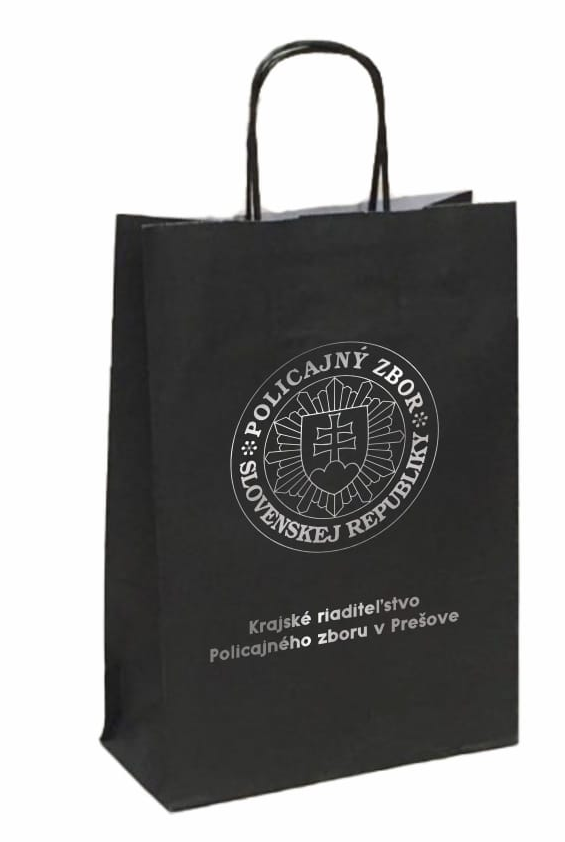 POLICAJNÝ ZBOR
SLOVENSKEJ REPUBLIKY
Krajské riaditeľstvo
Policajného zboru v Prešove